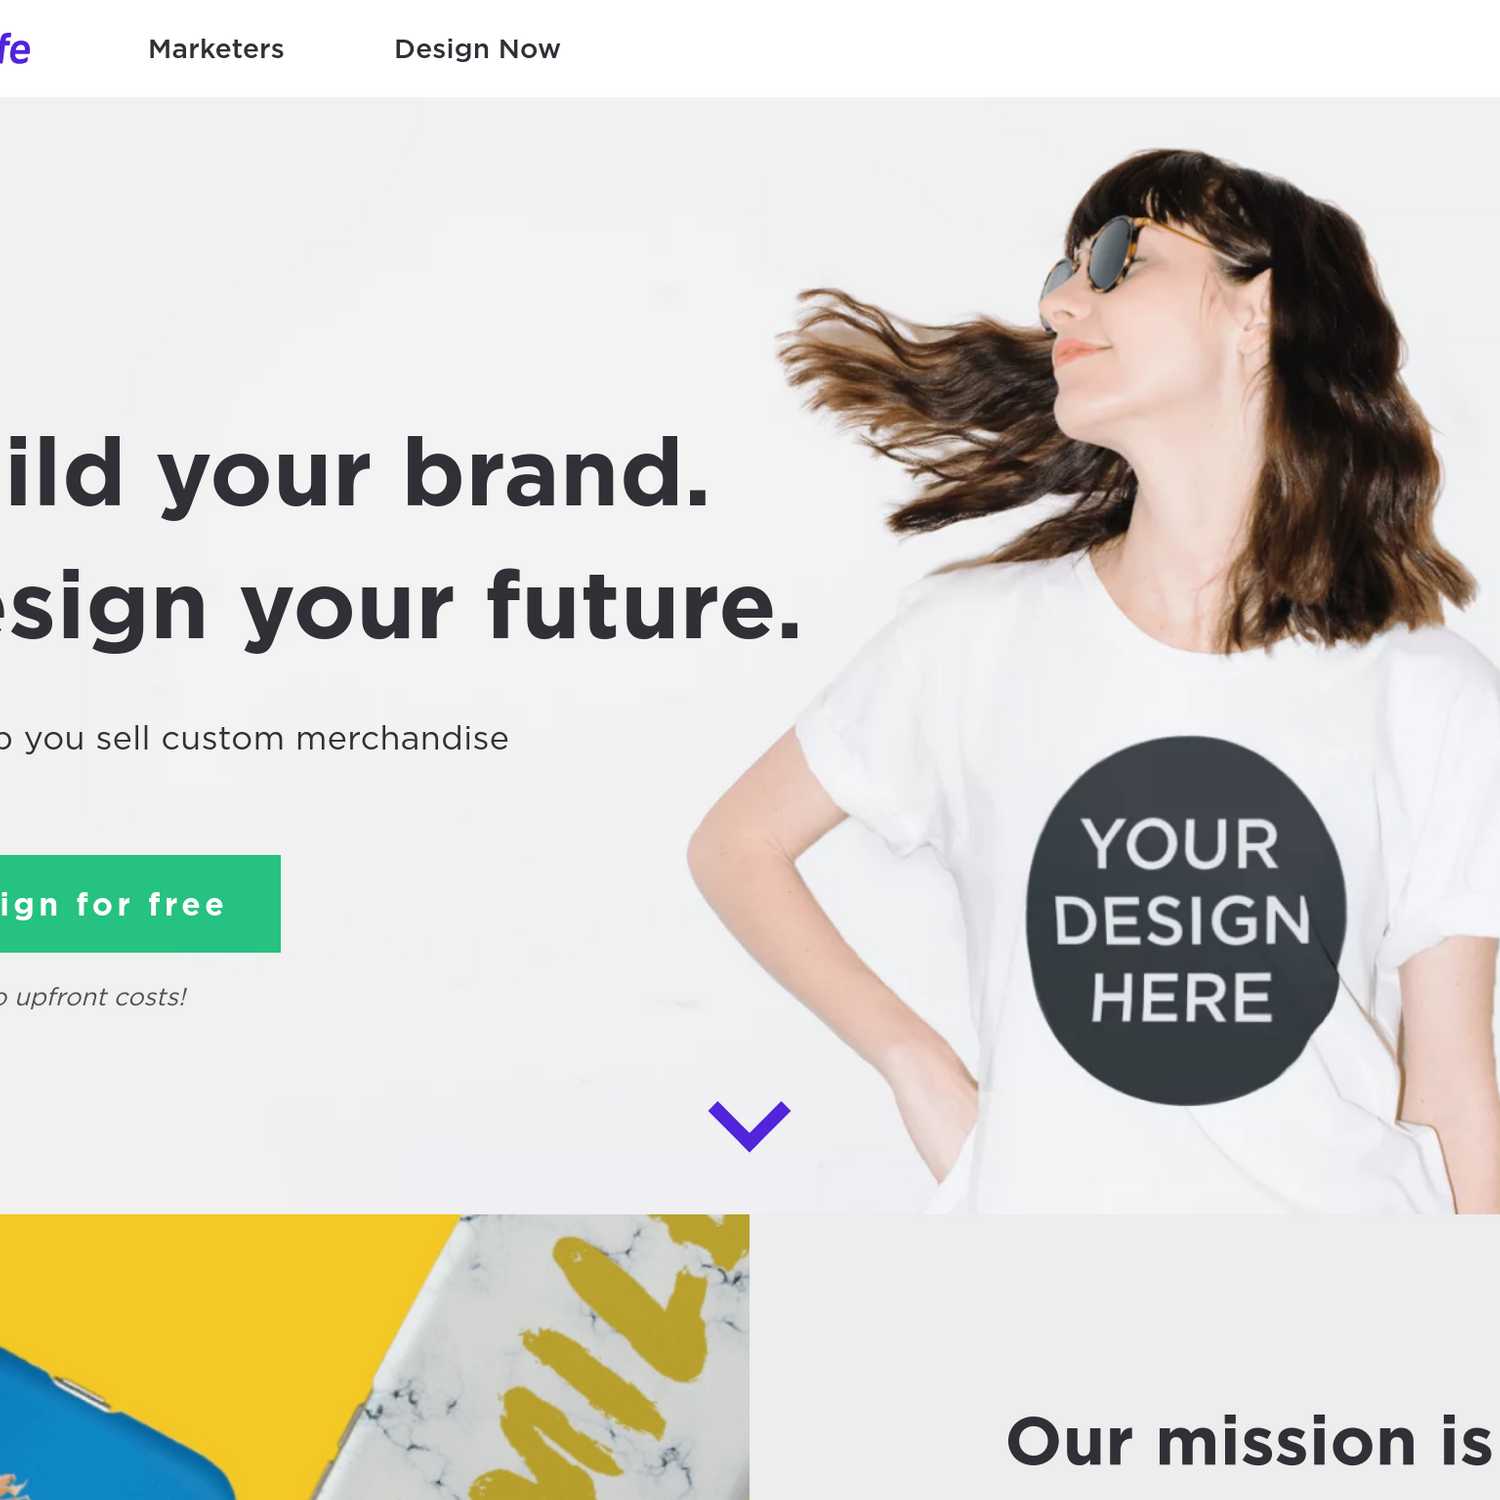 fe
Marketers
Design Now
ild your brand.
esign your future.
p you sell custom merchandise
ign for free
o upfront costs!
YOUR
DESIGN
HERE
Our mission is